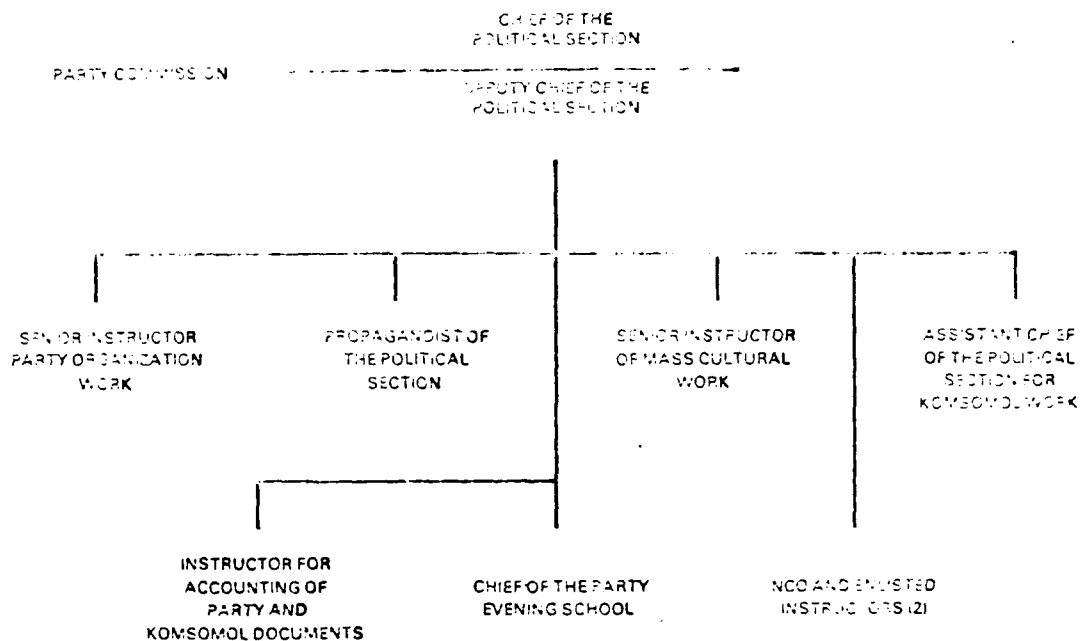 CHIEF OF THE
POLITICAL SECTION
PARTY COMMISSION
DEPUTY CHIEF OF THE
POLITICAL SECTION
SENIOR INSTRUCTOR
PARTY ORGANIZATION
WORK
PROPAGANDIST OF
THE POLITICAL
SECTION
SENIOR INSTRUCTOR
OF MASS CULTURAL
WORK
ASSISTANT CHIEF
OF THE POLITICAL
SECTION FOR
KOMSOMOL WORK
INSTRUCTOR FOR
ACCOUNTING OF
PARTY AND
KOMSOMOL DOCUMENTS
CHIEF OF THE PARTY
EVENING SCHOOL
NCO AND ENLISTED
INSTRUCTORS (2)